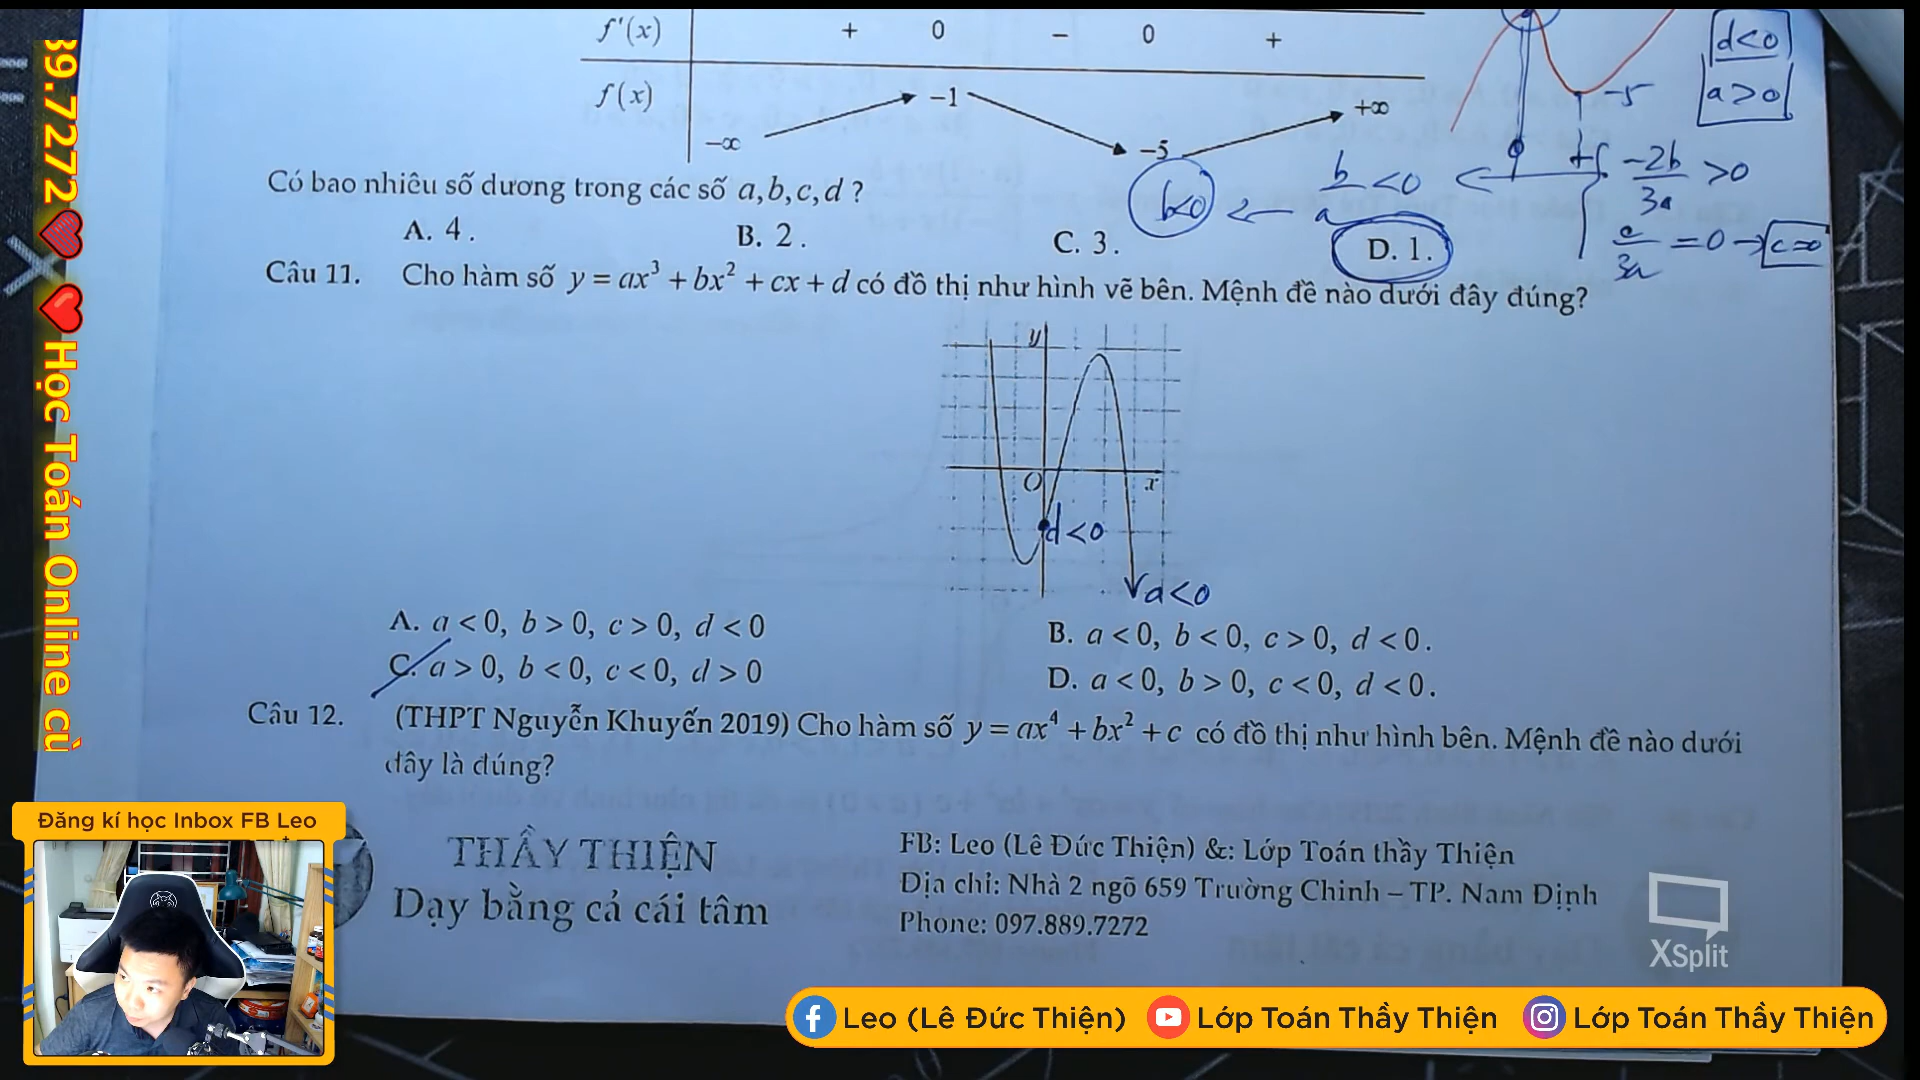 f'(x) + 0 − 0 +
f(x) −∞ −1 −5 +∞
d<0
a>0
−5
Có bao nhiêu số dương trong các số a,b,c,d ?
b<0 ← b/a <0 ← −2b/3a >0
c/3a =0 → c=0
A. 4 . B. 2 . C. 3 . D. 1.
Câu 11. Cho hàm số y = ax³ + bx² + cx + d có đồ thị như hình vẽ bên. Mệnh đề nào dưới đây đúng?
y
O x
d<0
a<0
A. a < 0, b > 0, c > 0, d < 0 B. a < 0, b < 0, c > 0, d < 0 .
C. a > 0, b < 0, c < 0, d > 0 D. a < 0, b > 0, c < 0, d < 0 .
Câu 12. (THPT Nguyễn Khuyến 2019) Cho hàm số y = ax⁴ + bx² + c có đồ thị như hình bên. Mệnh đề nào dưới
đây là đúng?
THẦY THIỆN
Dạy bằng cả cái tâm
FB: Leo (Lê Đức Thiện) &: Lớp Toán thầy Thiện
Địa chỉ: Nhà 2 ngõ 659 Trường Chinh – TP. Nam Định
Phone: 097.889.7272
XSplit
39.7272❤️ ❤️Học Toán Online cù
Đăng kí học Inbox FB Leo
Leo (Lê Đức Thiện) Lớp Toán Thầy Thiện Lớp Toán Thầy Thiện